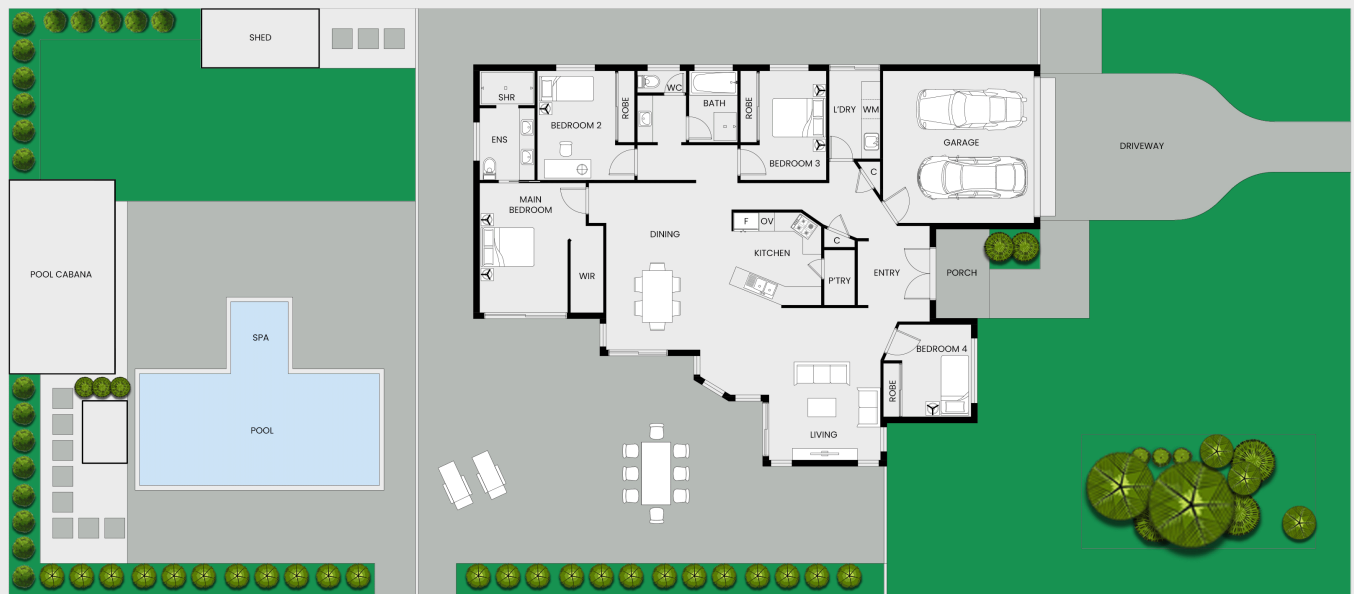 SHED
SHR
ROBE
WC
BATH
ROBE
L'DRY
WM
BEDROOM 2
ENS
GARAGE
DRIVEWAY
BEDROOM 3
C
MAIN
BEDROOM
F
OV
DINING
C
KITCHEN
POOL CABANA
WIR
P'TRY
ENTRY
PORCH
SPA
BEDROOM 4
ROBE
POOL
LIVING